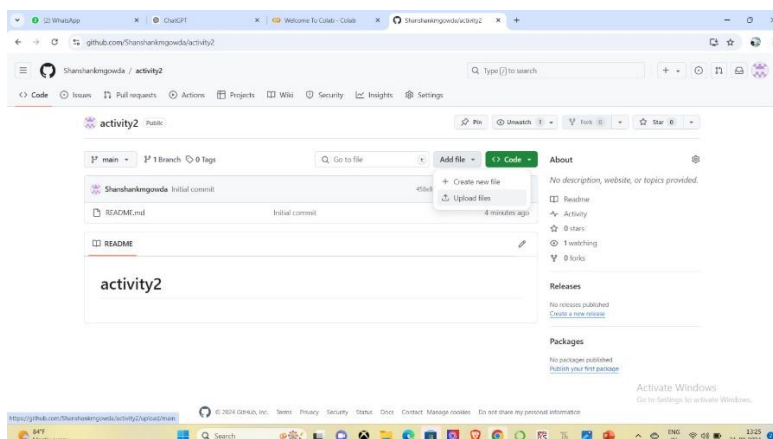 (2) WhatsApp
ChatGPT
Welcome To Colab - Colab
Shanshankmgowda/activity2
github.com/Shanshankmgowda/activity2
Shanshankmgowda / activity2
Type / to search
Code Issues Pull requests Actions Projects Wiki Security Insights Settings
activity2 Public
Pin Unwatch 1 Fork 0 Star 0
main 1 Branch 0 Tags Go to file t Add file Code
About
Create new file
No description, website, or topics provided.
Shanshankmgowda Initial commit
Upload files
Readme
README.md Initial commit 4 minutes ago
Activity
0 stars
README
1 watching
0 forks
activity2
Releases
No releases published
Create a new release
Packages
No packages published
Publish your first package
Activate Windows
Go to Settings to activate Windows.
https://github.com/Shanshankmgowda/activity2/upload/main
© 2024 GitHub, Inc. Terms Privacy Security Status Docs Contact Manage cookies Do not share my personal information
84°F
Search
ENG
13:25